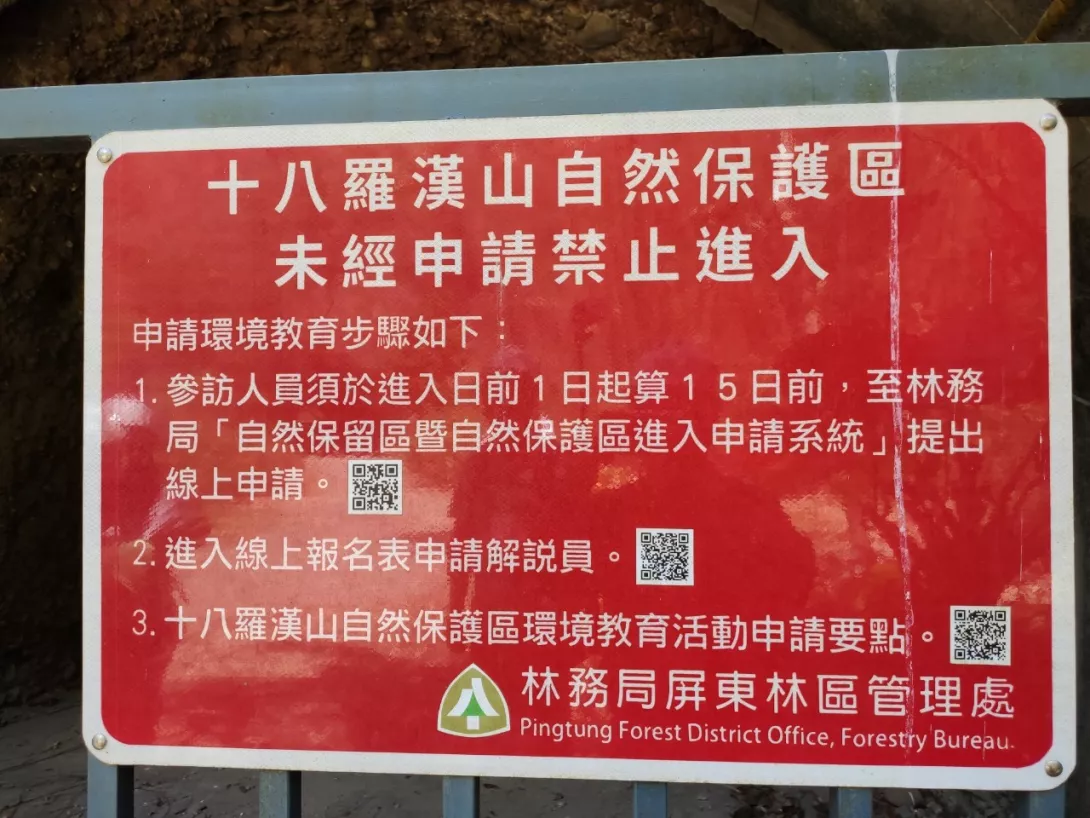 十八羅漢山自然保護區
未經申請禁止進入
申請環境教育步驟如下：
1. 參訪人員須於進入日前1日起算15日前，至林務
局「自然保留區暨自然保護區進入申請系統」提出
線上申請。
2. 進入線上報名表申請解說員。
3. 十八羅漢山自然保護區環境教育活動申請要點。
林務局屏東林區管理處
Pingtung Forest District Office, Forestry Bureau.